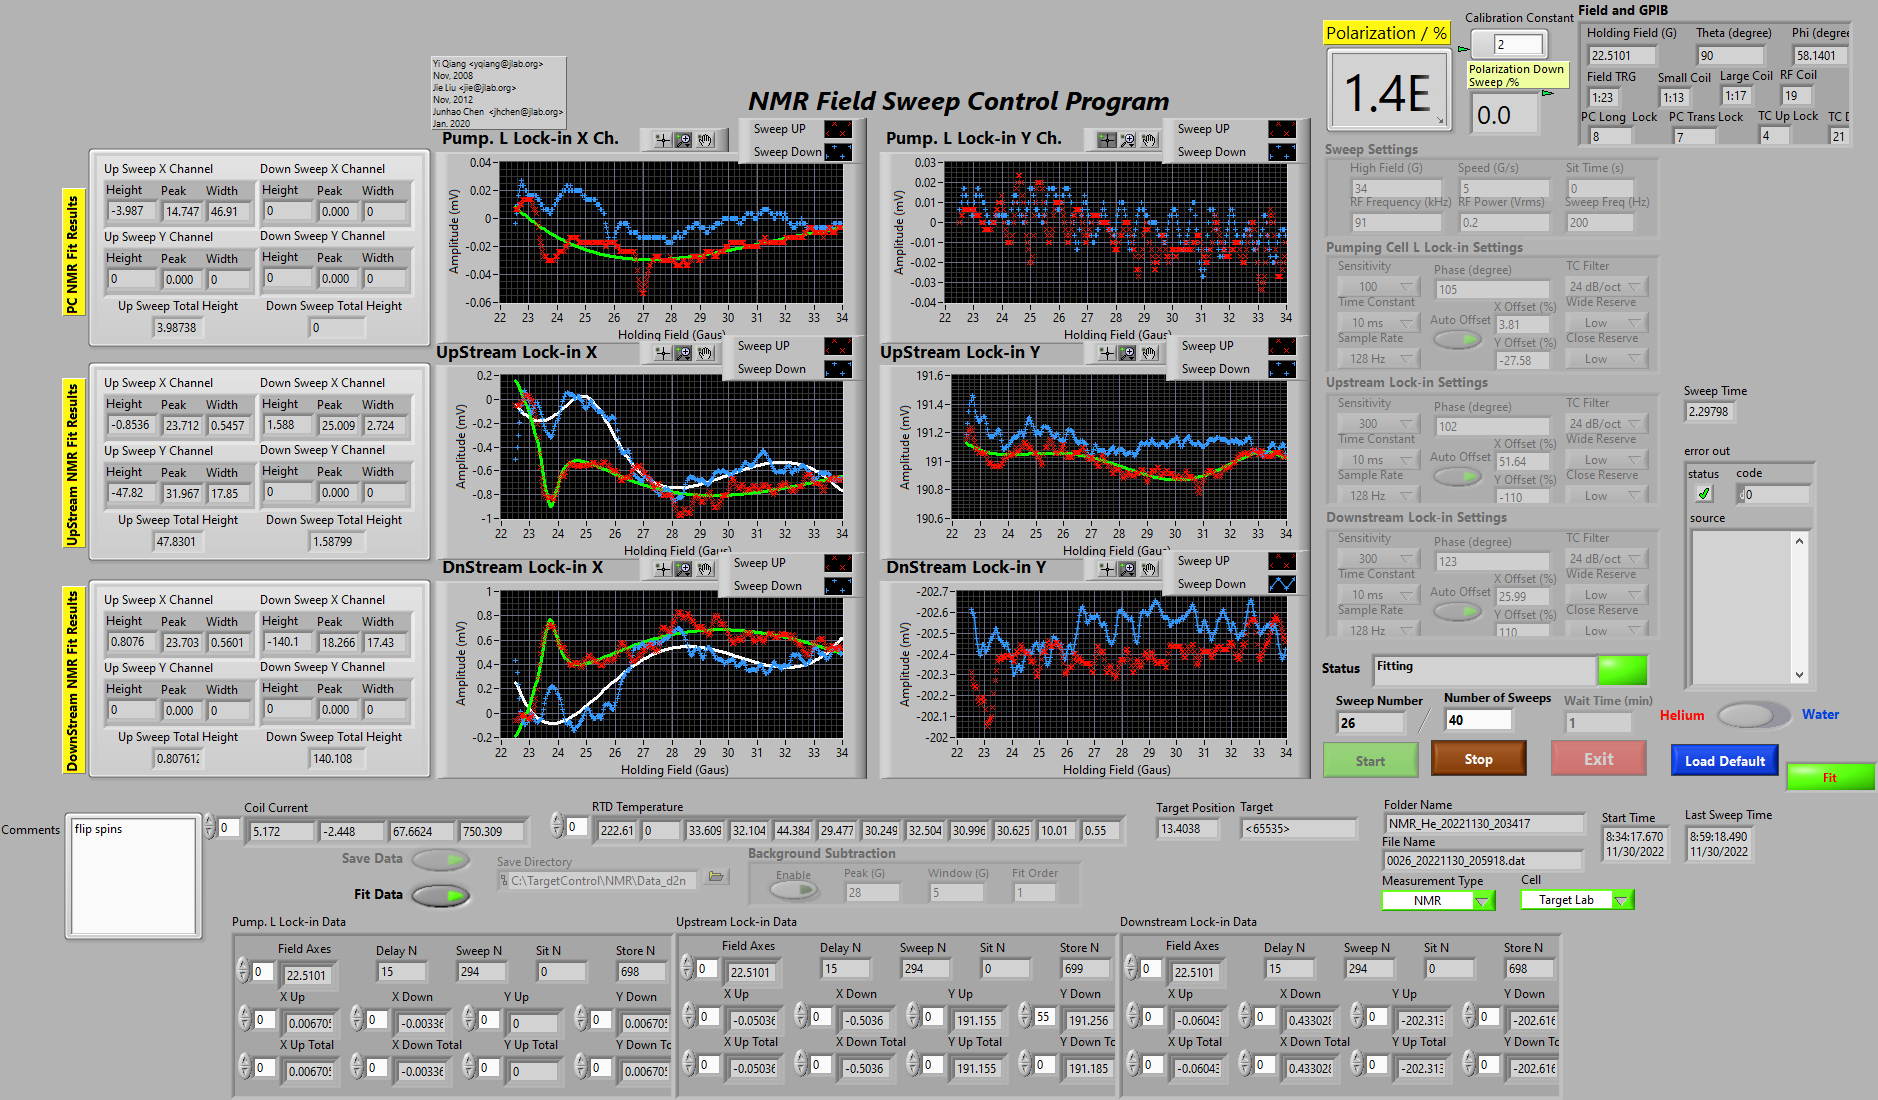 Yi Qiang <yqiang@jlab.org>
Nov, 2008
Jie Liu <jie@jlab.org>
Nov, 2012
Junhao Chen <jhchen@jlab.org>
Jan. 2020
NMR Field Sweep Control Program
Polarization / %
1.4E
Calibration Constant
2
Polarization Down
Sweep /%
0.0
Field and GPIB
Holding Field (G) Theta (degree) Phi (degree
22.5101 90 58.1401
Field TRG Small Coil Large Coil RF Coil
1:23 1:13 1:17 19
PC Long Lock PC Trans Lock TC Up Lock TC D
8 7 4 21
PC NMR Fit Results
Up Sweep X Channel Down Sweep X Channel
Height Peak Width Height Peak Width
-3.987 14.747 46.91 0 0.000 0
Up Sweep Y Channel Down Sweep Y Channel
Height Peak Width Height Peak Width
0 0.000 0 0 0.000 0
Up Sweep Total Height Down Sweep Total Height
3.98738 0
Pump. L Lock-in X Ch.
Sweep UP
Sweep Down
Amplitude (mV)
0.04
0.02
0
-0.02
-0.04
-0.06
22 23 24 25 26 27 28 29 30 31 32 33 34
Holding Field (Gaus)
Pump. L Lock-in Y Ch.
Sweep UP
Sweep Down
Amplitude (mV)
0.03
0.02
0.01
0
-0.01
-0.02
-0.03
-0.04
22 23 24 25 26 27 28 29 30 31 32 33 34
Holding Field (Gaus)
UpStream NMR Fit Results
Up Sweep X Channel Down Sweep X Channel
Height Peak Width Height Peak Width
-0.8536 23.712 0.5457 1.588 25.009 2.724
Up Sweep Y Channel Down Sweep Y Channel
Height Peak Width Height Peak Width
-47.82 31.967 17.85 0 0.000 0
Up Sweep Total Height Down Sweep Total Height
47.8301 1.58799
UpStream Lock-in X
Sweep UP
Sweep Down
Amplitude (mV)
0.2
0
-0.2
-0.4
-0.6
-0.8
-1
22 23 24 25 26 27 28 29 30 31 32 33 34
Holding Field (Gaus)
UpStream Lock-in Y
Sweep UP
Sweep Down
Amplitude (mV)
191.6
191.4
191.2
191
190.8
190.6
22 23 24 25 26 27 28 29 30 31 32 33 34
Holding Field (Gaus)
DownStream NMR Fit Results
Up Sweep X Channel Down Sweep X Channel
Height Peak Width Height Peak Width
0.8076 23.703 0.5601 -140.1 18.266 17.43
Up Sweep Y Channel Down Sweep Y Channel
Height Peak Width Height Peak Width
0 0.000 0 0 0.000 0
Up Sweep Total Height Down Sweep Total Height
0.807612 140.108
DnStream Lock-in X
Sweep UP
Sweep Down
Amplitude (mV)
1
0.8
0.6
0.4
0.2
0
-0.2
22 23 24 25 26 27 28 29 30 31 32 33 34
Holding Field (Gaus)
DnStream Lock-in Y
Sweep UP
Sweep Down
Amplitude (mV)
-202.7
-202.6
-202.5
-202.4
-202.3
-202.2
-202.1
-202
22 23 24 25 26 27 28 29 30 31 32 33 34
Holding Field (Gaus)
Sweep Settings
High Field (G) Speed (G/s) Sit Time (s)
34 5 0
RF Frequency (kHz) RF Power (Vrms) Sweep Freq (Hz)
91 0.2 200
Pumping Cell L Lock-in Settings
Sensitivity Phase (degree) TC Filter
100 105 24 dB/oct
Time Constant X Offset (%) Wide Reserve
10 ms Auto Offset 3.81 Low
Sample Rate Y Offset (%) Close Reserve
128 Hz -27.58 Low
Upstream Lock-in Settings
Sensitivity Phase (degree) TC Filter
300 102 24 dB/oct
Time Constant X Offset (%) Wide Reserve
10 ms Auto Offset 51.64 Low
Sample Rate Y Offset (%) Close Reserve
128 Hz -110 Low
Downstream Lock-in Settings
Sensitivity Phase (degree) TC Filter
300 123 24 dB/oct
Time Constant X Offset (%) Wide Reserve
10 ms Auto Offset 25.99 Low
Sample Rate Y Offset (%) Close Reserve
128 Hz 110 Low
Sweep Time
2.29798
error out
status code
0
source
Status Fitting
Sweep Number Number of Sweeps Wait Time (min)
26 / 40 1
Helium Water
Start Stop Exit Load Default Fit
Comments
flip spins
Coil Current
0 5.172 -2.448 67.6624 750.309
RTD Temperature
0 222.61 0 33.609 32.104 44.384 29.477 30.249 32.504 30.996 30.625 10.01 0.55
Target Position Target
13.4038 <65535>
Folder Name
NMR_He_20221130_203417
File Name
0026_20221130_205918.dat
Start Time
8:34:17.670
11/30/2022
Last Sweep Time
8:59:18.490
11/30/2022
Save Data
Fit Data
Save Directory
C:\TargetControl\NMR\Data_d2n
Background Subtraction
Enable Peak (G) Window (G) Fit Order
28 5 1
Measurement Type Cell
NMR Target Lab
Pump. L Lock-in Data
Field Axes Delay N Sweep N Sit N Store N
0 22.5101 15 294 0 698
X Up X Down Y Up Y Down
0 0.00670 0 -0.00336 0 0 0 0.00670
X Up Total X Down Total Y Up Total Y Down To
0 0.00670 0 -0.00336 0 0 0 0.00670
Upstream Lock-in Data
Field Axes Delay N Sweep N Sit N Store N
0 22.5101 15 294 0 699
X Up X Down Y Up Y Down
0 -0.05036 0 -0.5036 0 191.155 55 191.256
X Up Total X Down Total Y Up Total Y Down To
0 -0.05036 0 -0.5036 0 191.155 0 191.185
Downstream Lock-in Data
Field Axes Delay N Sweep N Sit N Store N
0 22.5101 15 294 0 698
X Up X Down Y Up Y Down
0 -0.06043 0 0.433028 0 -202.313 0 -202.616
X Up Total X Down Total Y Up Total Y Down To
0 -0.06043 0 0.433028 0 -202.313 0 -202.616